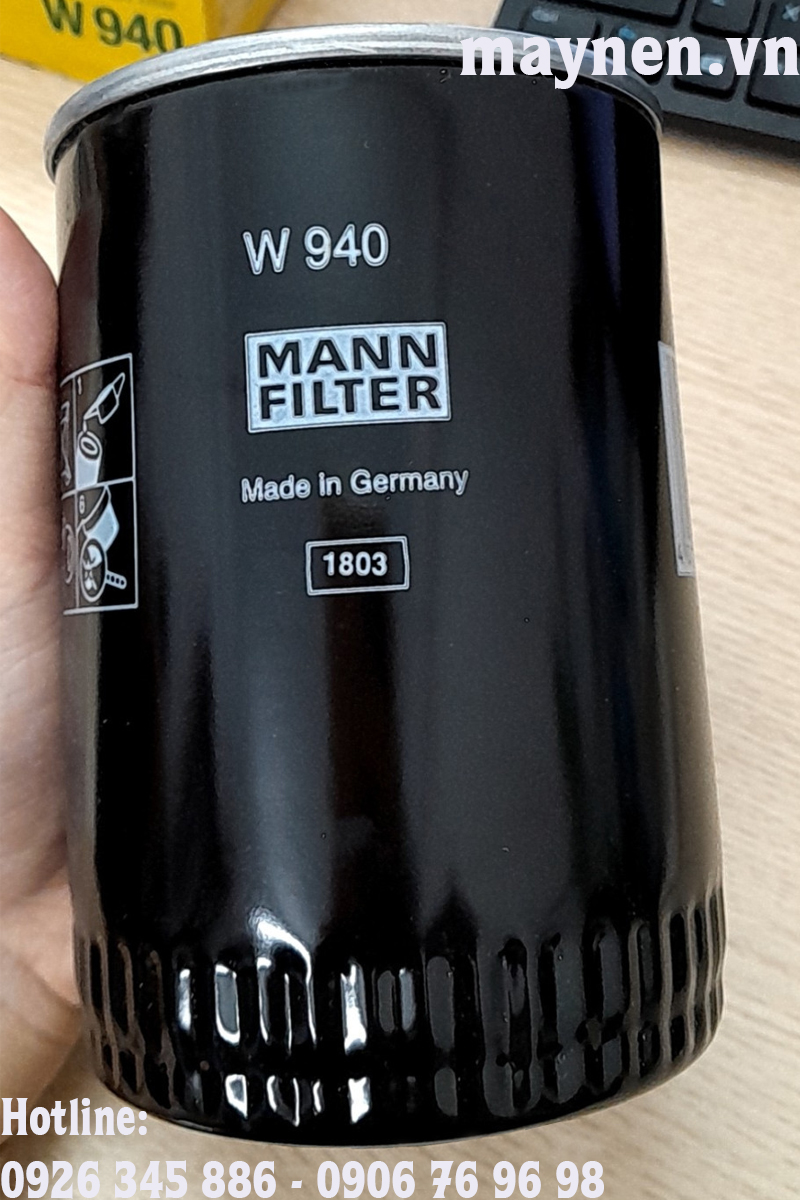 W 940
maynen.vn
W 940
MANN
FILTER
Made in Germany
1803
Hotline:
0926 345 886 - 0906 76 96 98